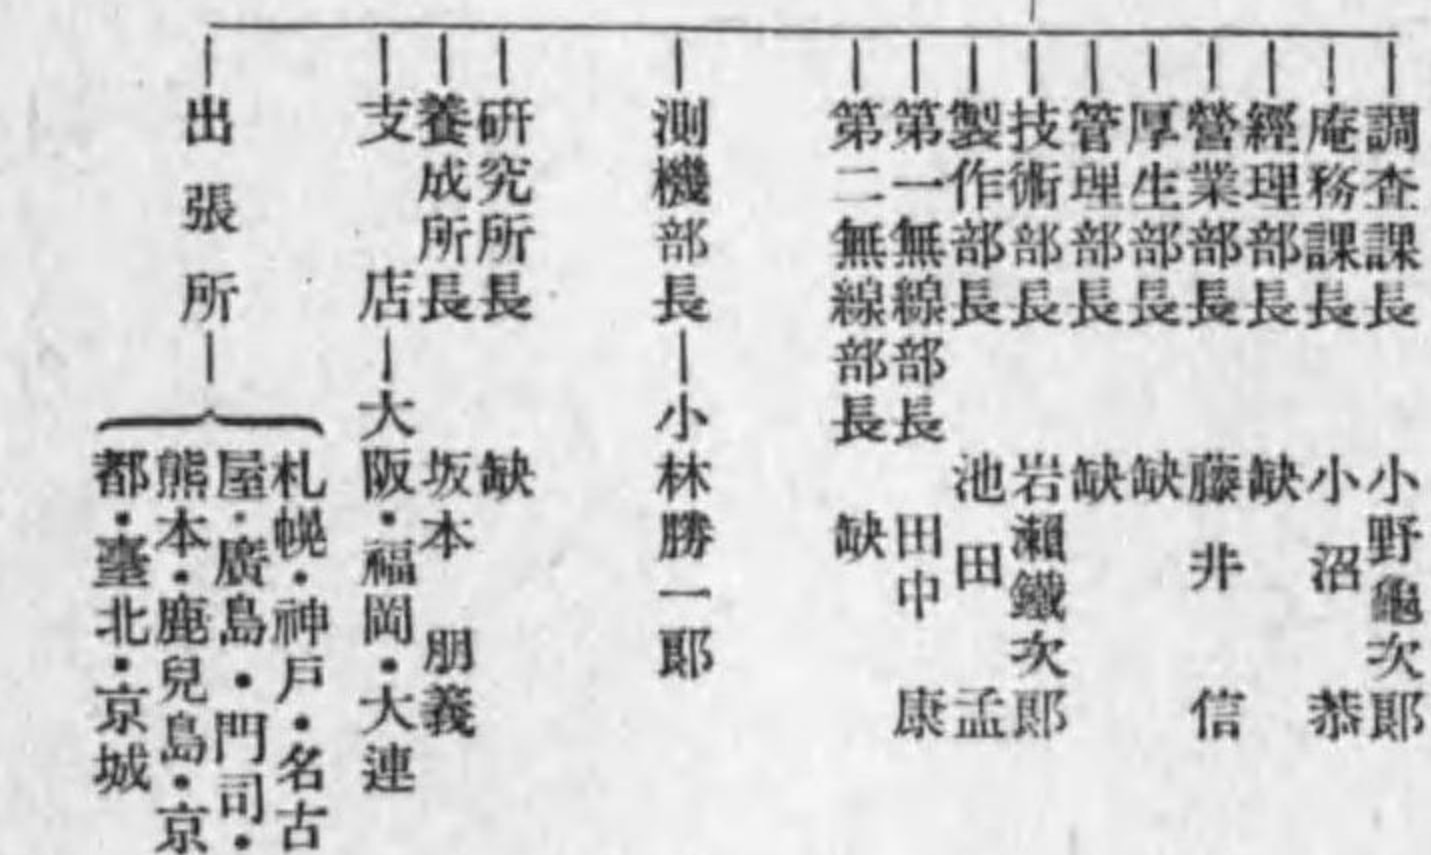 調査課長 小野龜次郎
庵務課長 小沼恭
經理部長 缺
營業部長 藤井信
厚生部長 缺
管理部長 缺
技術部長 岩瀬鐵次郎
製作部長 池田孟
第一無線部長 田中康
第二無線部長 缺
測機部長 小林勝一郎
研究所長 缺
養成所長 坂本朋義
支店 大阪・福岡・大連
出張所
札幌・神戸・名古
屋・廣島・門司・
熊本・鹿兒島・京
都・臺北・京城